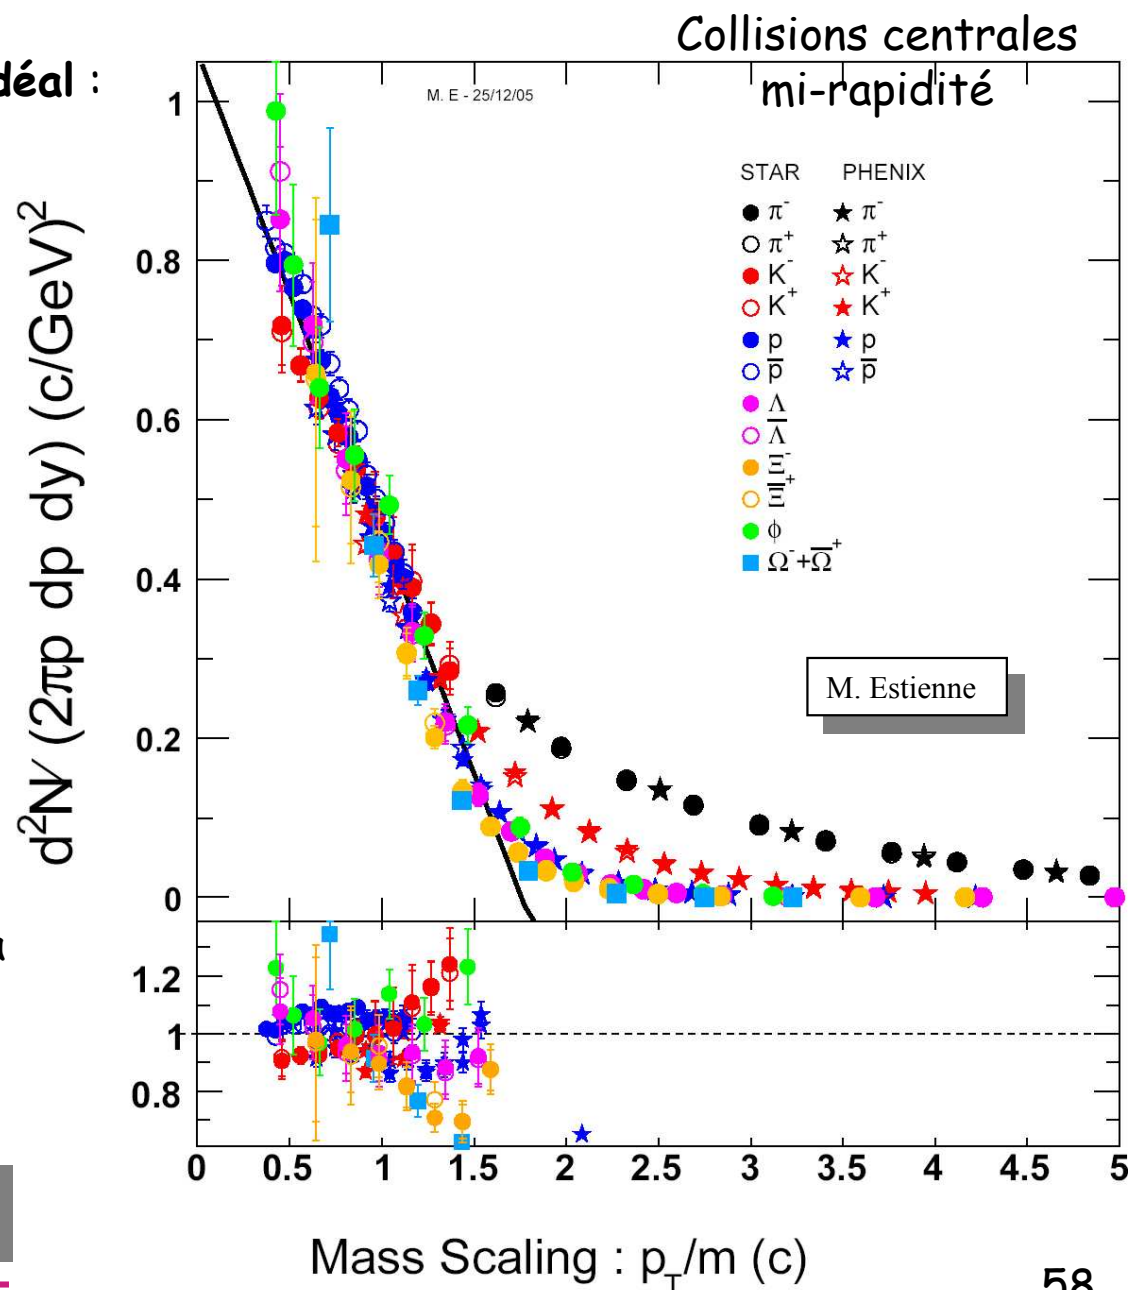 Collisions centrales
mi-rapidité
déal :
M. E - 25/12/05
STAR PHENIX
π⁻ π⁻
π⁺ π⁺
K⁻ K⁻
K⁺ K⁺
p p
p̅ p̅
Λ
Λ̅
Ξ⁻
Ξ̅⁺
ϕ
Ω⁻+Ω̅⁺
M. Estienne
d²N/ (2πp dp dy) (c/GeV)²
1
0.8
0.6
0.4
0.2
0
1.2
1
0.8
0 0.5 1 1.5 2 2.5 3 3.5 4 4.5 5
Mass Scaling : p_T/m (c)
58